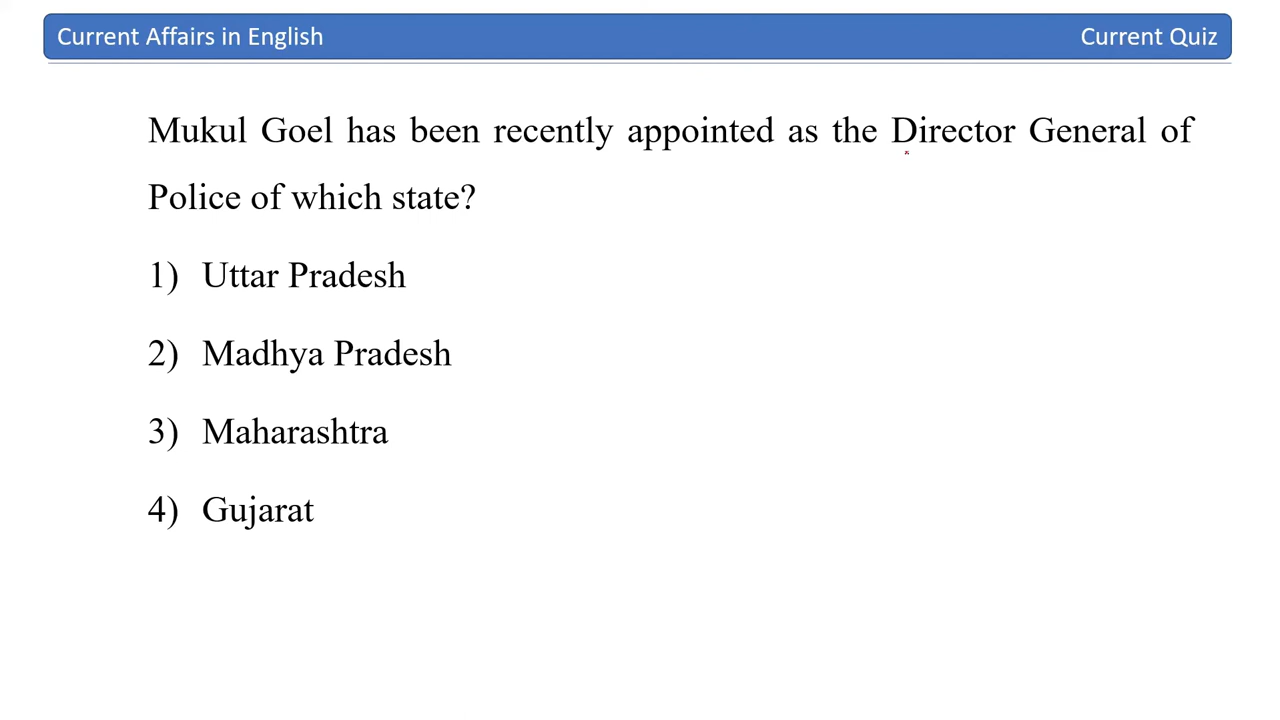 Current Affairs in English
Current Quiz
Mukul Goel has been recently appointed as the Director General of
Police of which state?
1) Uttar Pradesh
2) Madhya Pradesh
3) Maharashtra
4) Gujarat